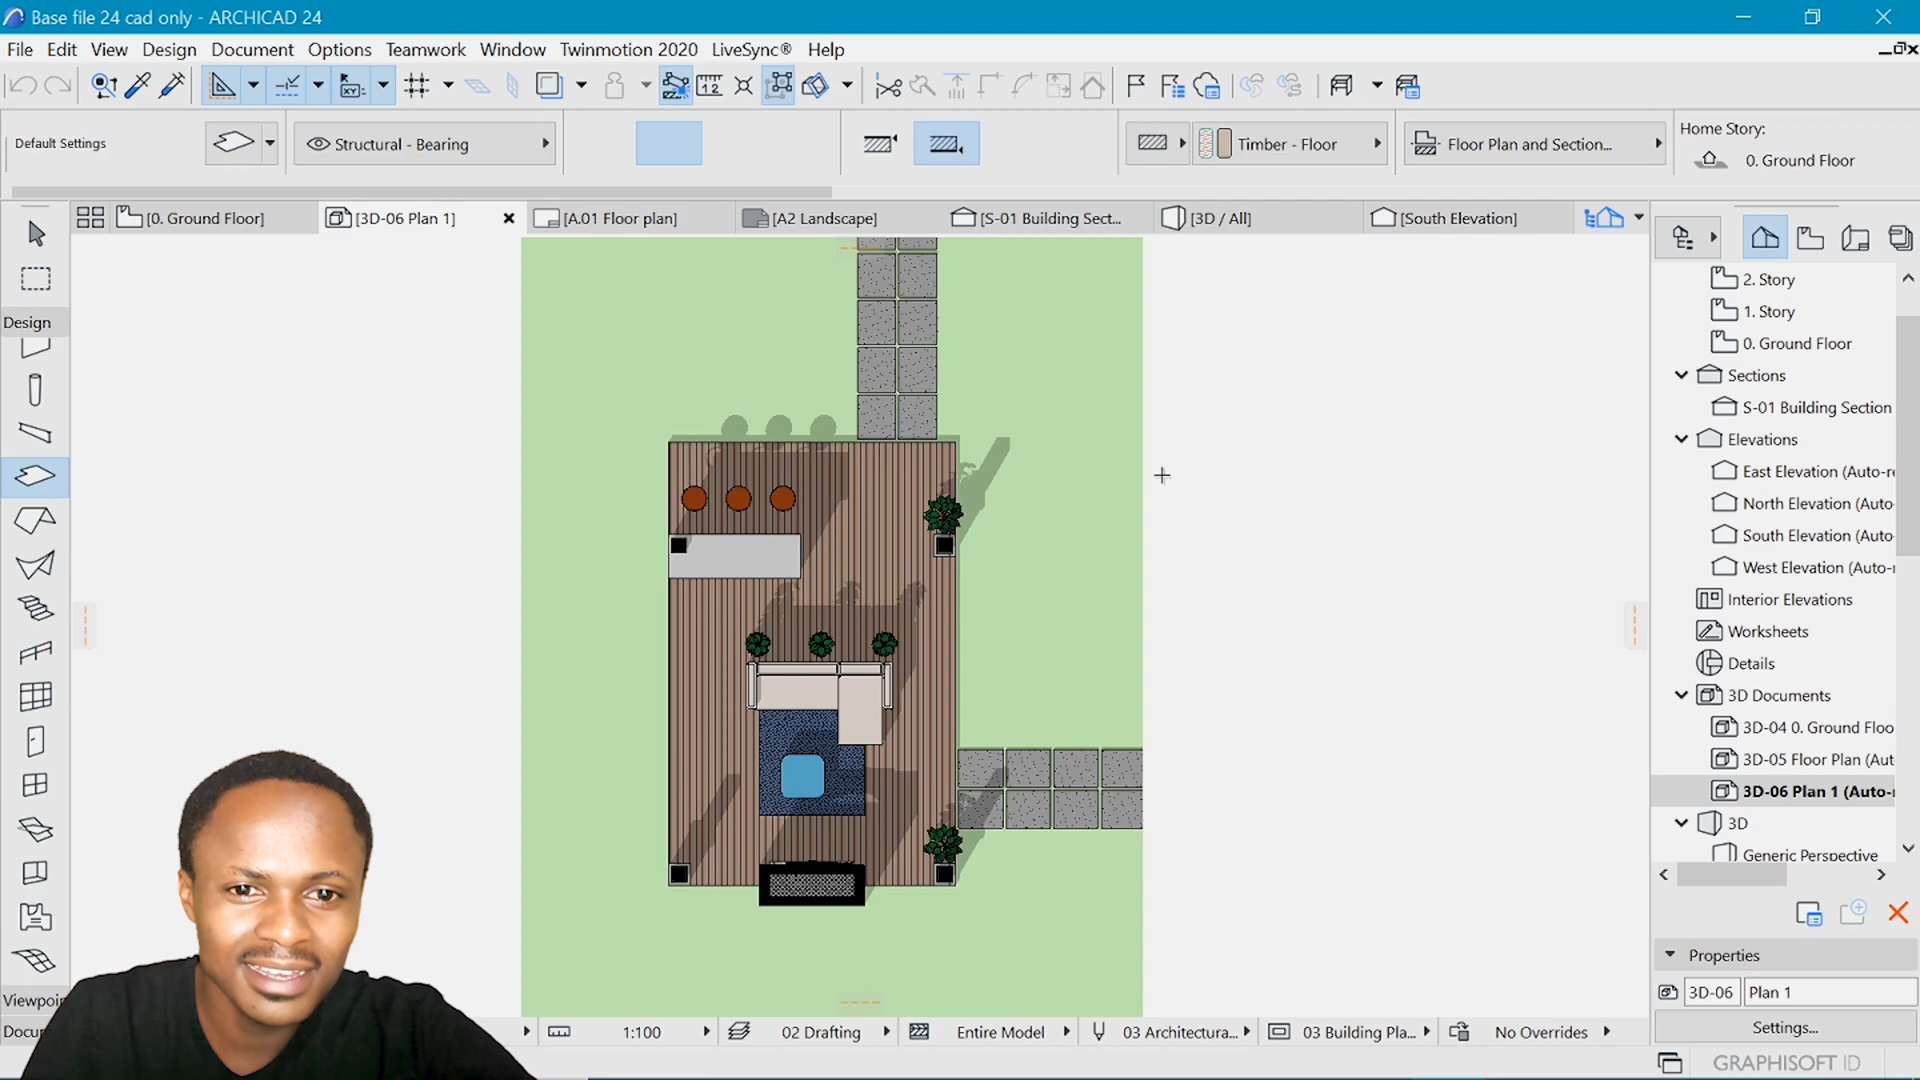 Base file 24 cad only - ARCHICAD 24
File Edit View Design Document Options Teamwork Window Twinmotion 2020 LiveSync® Help
Default Settings
Structural - Bearing
Timber - Floor
Floor Plan and Section...
Home Story:
0. Ground Floor
[0. Ground Floor]
[3D-06 Plan 1]
[A.01 Floor plan]
[A2 Landscape]
[S-01 Building Sect...
[3D / All]
[South Elevation]
Design
2. Story
1. Story
0. Ground Floor
Sections
S-01 Building Section
Elevations
East Elevation (Auto-re
North Elevation (Auto
South Elevation (Auto
West Elevation (Auto-r
Interior Elevations
Worksheets
Details
3D Documents
3D-04 0. Ground Floo
3D-05 Floor Plan (Aut
3D-06 Plan 1 (Auto-
3D
Generic Perspective
Properties
3D-06 Plan 1
Settings...
Viewpoin
Docu
1:100
02 Drafting
Entire Model
03 Architectura...
03 Building Pla...
No Overrides
GRAPHISOFT ID